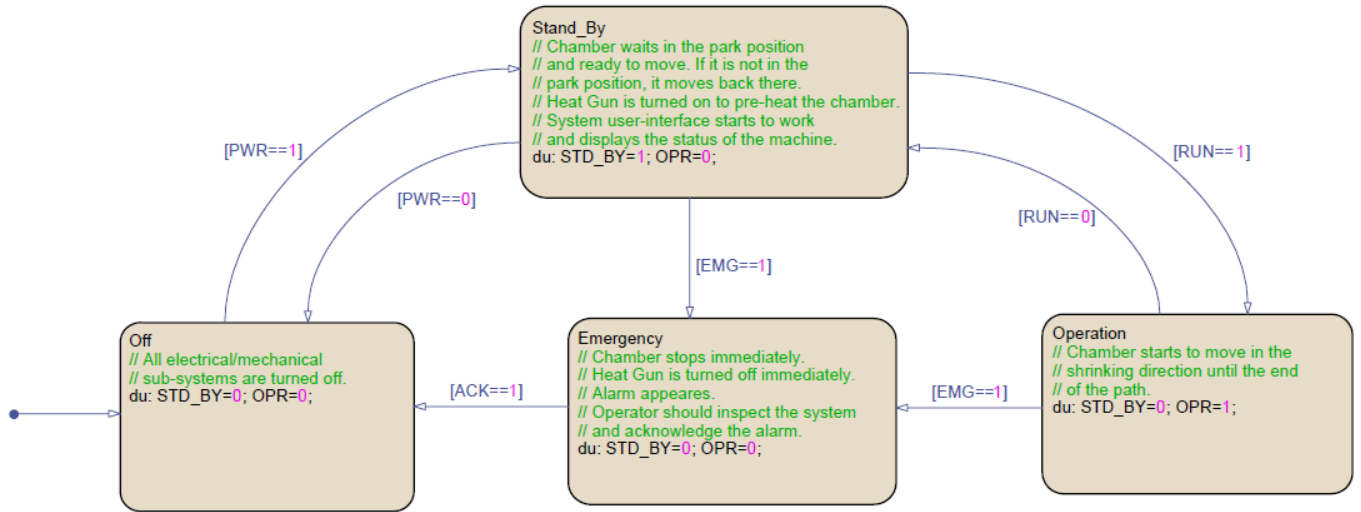 Stand_By
// Chamber waits in the park position
// and ready to move. If it is not in the
// park position, it moves back there.
// Heat Gun is turned on to pre-heat the chamber.
// System user-interface starts to work
// and displays the status of the machine.
du: STD_BY=1; OPR=0;
[PWR==1]
[RUN==1]
[PWR==0]
[RUN==0]
[EMG==1]
Off
// All electrical/mechanical
// sub-systems are turned off.
du: STD_BY=0; OPR=0;
[ACK==1]
Emergency
// Chamber stops immediately.
// Heat Gun is turned off immediately.
// Alarm appeares.
// Operator should inspect the system
// and acknowledge the alarm.
du: STD_BY=0; OPR=0;
[EMG==1]
Operation
// Chamber starts to move in the
// shrinking direction until the end
// of the path.
du: STD_BY=0; OPR=1;